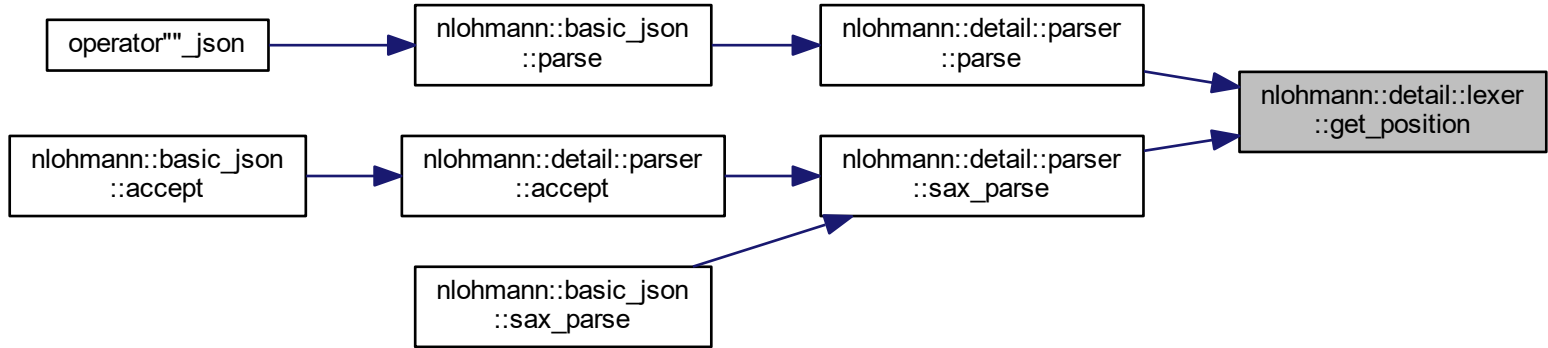 operator""_json
nlohmann::basic_json
::parse
nlohmann::detail::parser
::parse
nlohmann::detail::lexer
::get_position
nlohmann::basic_json
::accept
nlohmann::detail::parser
::accept
nlohmann::detail::parser
::sax_parse
nlohmann::basic_json
::sax_parse